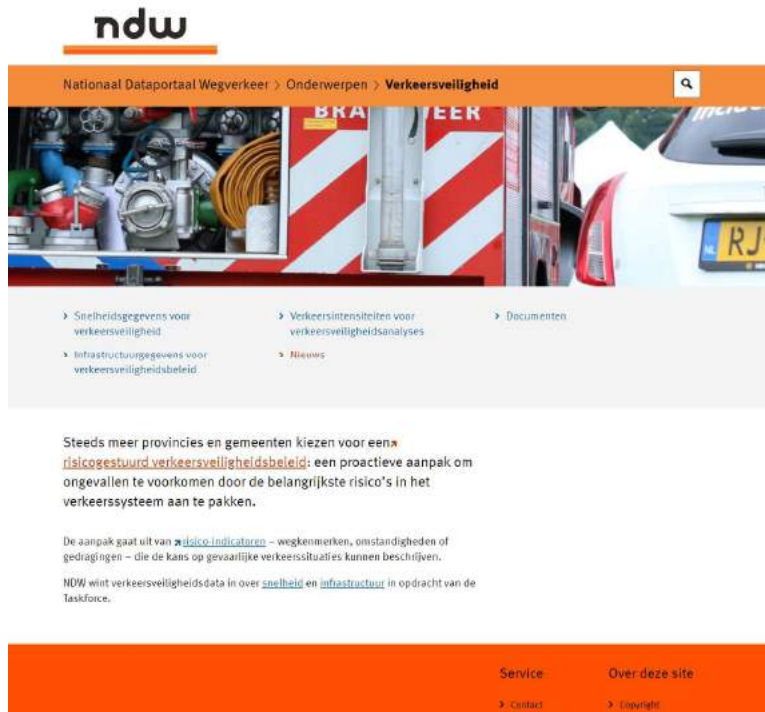 ndw
Nationaal Dataportaal Wegverkeer > Onderwerpen > Verkeersveiligheid
BRA WEER
RJ-
NL
> Snelheidsgegevens voor
verkeersveiligheid
> Infrastructuurgegevens voor
verkeersveiligheidsbeleid
> Verkeersintensiteiten voor
verkeersveiligheidsanalyses
> Nieuws
> Documenten
Steeds meer provincies en gemeenten kiezen voor een
risicogestuurd verkeersveiligheidsbeleid: een proactieve aanpak om
ongevallen te voorkomen door de belangrijkste risico's in het
verkeerssysteem aan te pakken.
De aanpak gaat uit van risico-indicatoren – wegkenmerken, omstandigheden of
gedragingen – die de kans op gevaarlijke verkeerssituaties kunnen beschrijven.
NDW wint verkeersveiligheidsdata in over snelheid en infrastructuur in opdracht van de
Taskforce.
Service
> Contact
Over deze site
> Copyright